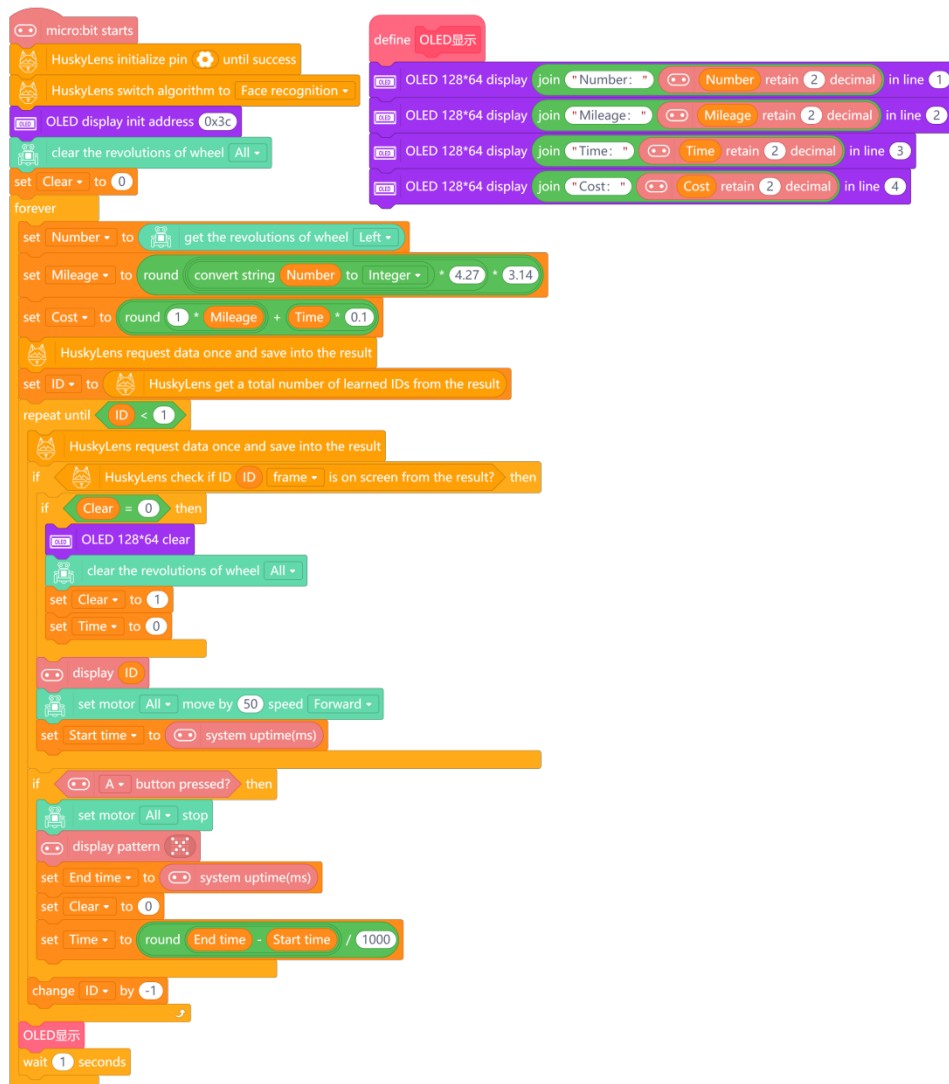 micro:bit starts
HuskyLens initialize pin until success
HuskyLens switch algorithm to Face recognition
OLED display init address 0x3c
clear the revolutions of wheel All
set Clear to 0
forever
set Number to get the revolutions of wheel Left
set Mileage to round convert string Number to Integer * 4.27 * 3.14
set Cost to round 1 * Mileage + Time * 0.1
HuskyLens request data once and save into the result
set ID to HuskyLens get a total number of learned IDs from the result
repeat until ID < 1
HuskyLens request data once and save into the result
if HuskyLens check if ID ID frame is on screen from the result? then
if Clear = 0 then
OLED 128*64 clear
clear the revolutions of wheel All
set Clear to 1
set Time to 0
display ID
set motor All move by 50 speed Forward
set Start time to system uptime(ms)
if A button pressed? then
set motor All stop
display pattern
set End time to system uptime(ms)
set Clear to 0
set Time to round End time - Start time / 1000
change ID by -1
OLED显示
wait 1 seconds
define OLED显示
OLED 128*64 display join "Number: " Number retain 2 decimal in line 1
OLED 128*64 display join "Mileage: " Mileage retain 2 decimal in line 2
OLED 128*64 display join "Time: " Time retain 2 decimal in line 3
OLED 128*64 display join "Cost: " Cost retain 2 decimal in line 4